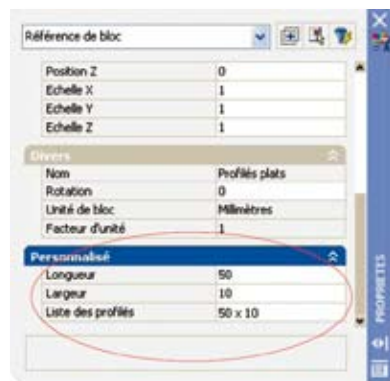 Référence de bloc
Position Z 0
Echelle X 1
Echelle Y 1
Echelle Z 1
Divers
Nom Profilés plats
Rotation 0
Unité de bloc Millimètres
Facteur d'unité 1
Personnalisé
Longueur 50
Largeur 10
Liste des profilés 50 x 10
PROPRIETES